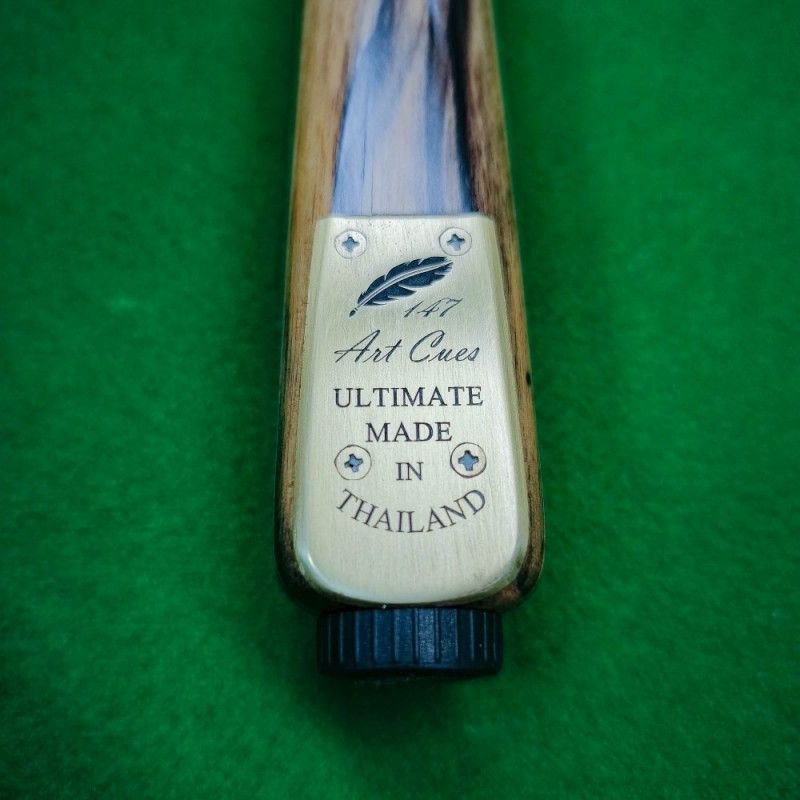 147
Art Cues
ULTIMATE
MADE
IN
THAILAND